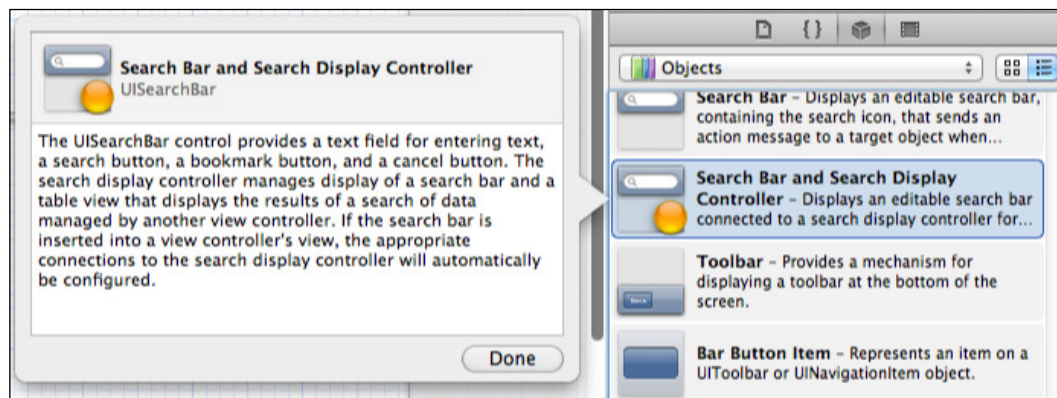 Search Bar and Search Display Controller
UISearchBar
The UISearchBar control provides a text field for entering text,
a search button, a bookmark button, and a cancel button. The
search display controller manages display of a search bar and a
table view that displays the results of a search of data
managed by another view controller. If the search bar is
inserted into a view controller's view, the appropriate
connections to the search display controller will automatically
be configured.
Done
{ }
Objects
Search Bar – Displays an editable search bar,
containing the search icon, that sends an
action message to a target object when...
Search Bar and Search Display
Controller – Displays an editable search bar
connected to a search display controller for...
Toolbar – Provides a mechanism for
displaying a toolbar at the bottom of the
screen.
Bar Button Item – Represents an item on a
UIToolbar or UINavigationItem object.